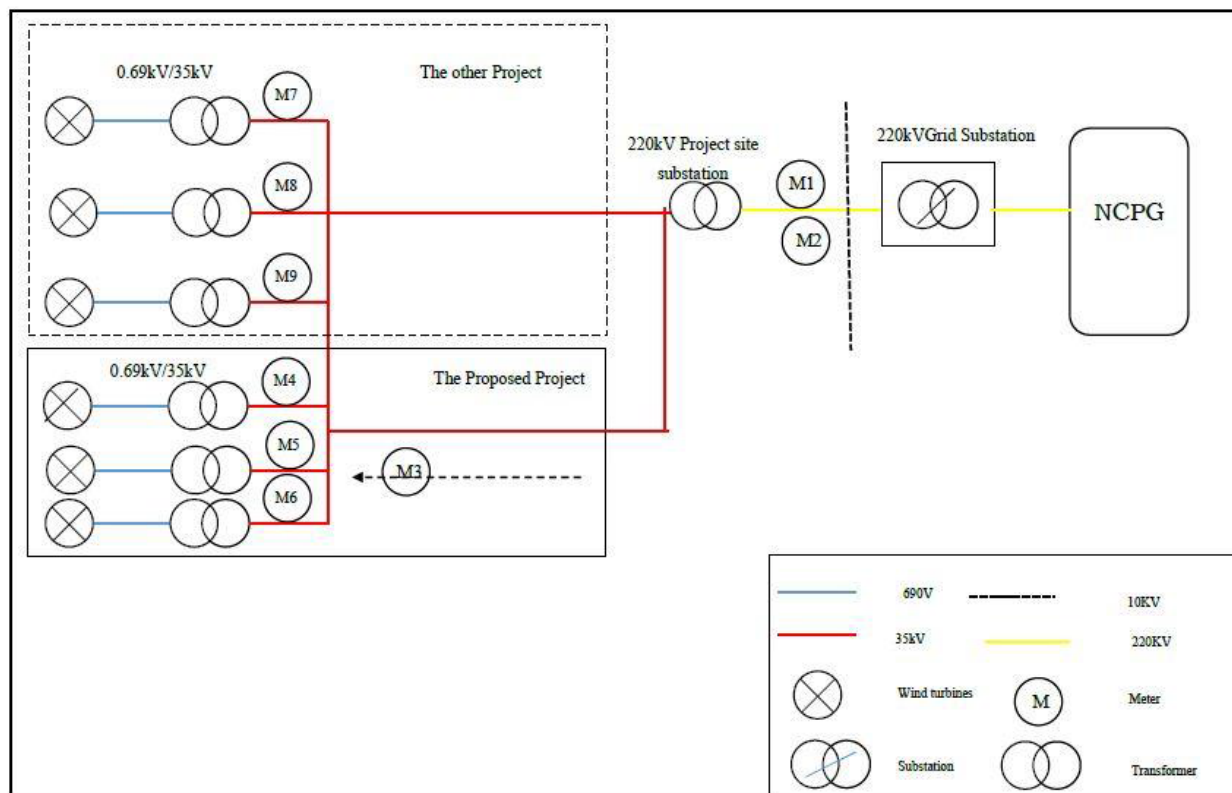 0.69kV/35kV
The other Project
M7
M8
M9
220kV Project site
substation
M1
M2
220kVGrid Substation
NCPG
0.69kV/35kV
The Proposed Project
M4
M5
M6
M3
690V
10KV
35kV
220KV
Wind turbines
M
Meter
Substation
Transformer